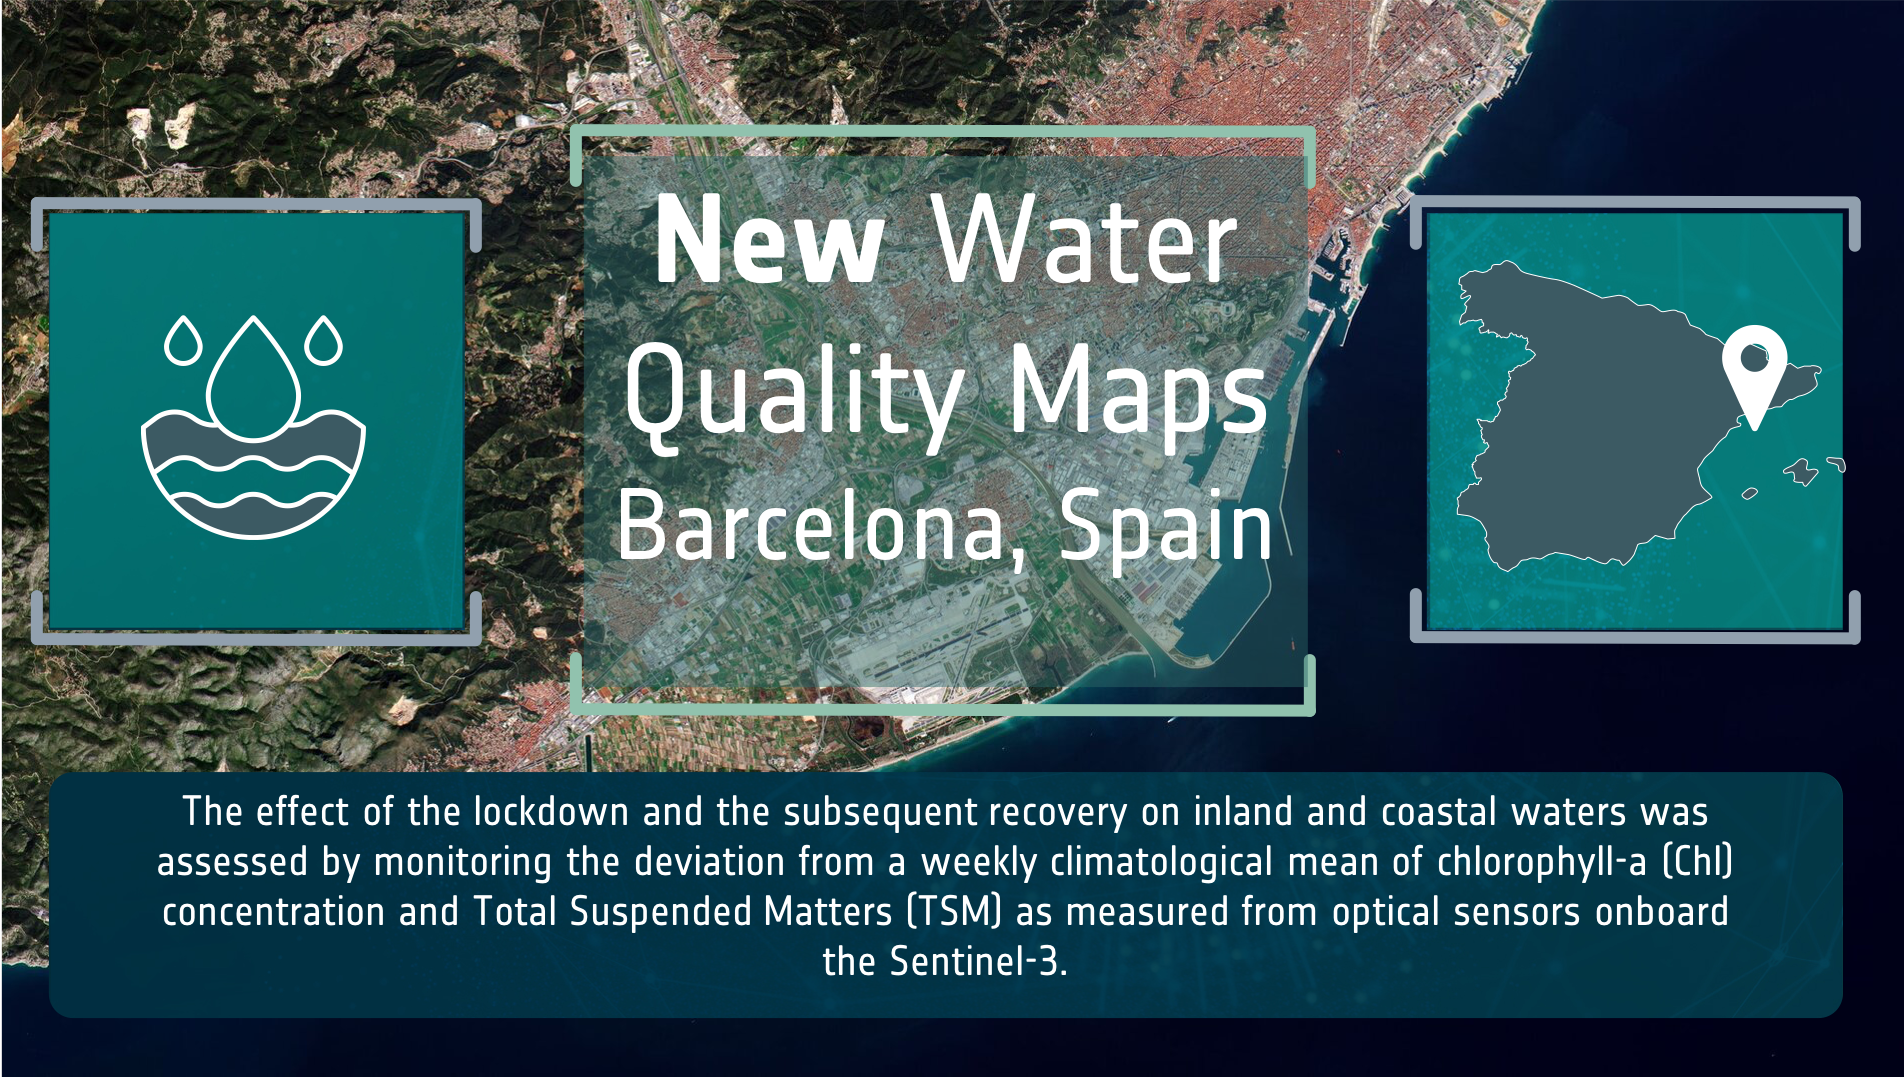 New Water
Quality Maps
Barcelona, Spain
The effect of the lockdown and the subsequent recovery on inland and coastal waters was
assessed by monitoring the deviation from a weekly climatological mean of chlorophyll-a (Chl)
concentration and Total Suspended Matters (TSM) as measured from optical sensors onboard
the Sentinel-3.